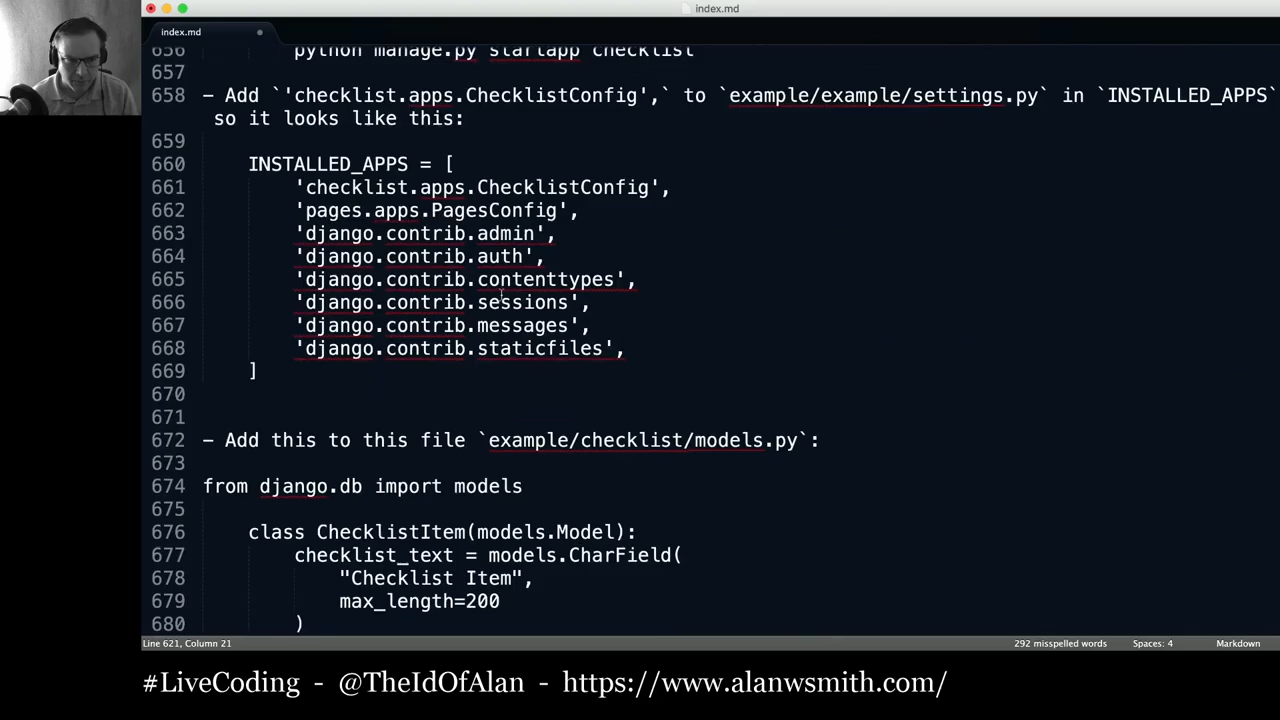 index.md
index.md
656 python manage.py startapp checklist
657
658 - Add `'checklist.apps.ChecklistConfig',` to `example/example/settings.py` in `INSTALLED_APPS`
so it looks like this:
659
660 INSTALLED_APPS = [
661 'checklist.apps.ChecklistConfig',
662 'pages.apps.PagesConfig',
663 'django.contrib.admin',
664 'django.contrib.auth',
665 'django.contrib.contenttypes',
666 'django.contrib.sessions',
667 'django.contrib.messages',
668 'django.contrib.staticfiles',
669 ]
670
671
672 - Add this to this file `example/checklist/models.py`:
673
674 from django.db import models
675
676 class ChecklistItem(models.Model):
677 checklist_text = models.CharField(
678 "Checklist Item",
679 max_length=200
680 )
Line 621, Column 21 292 misspelled words Spaces: 4 Markdown
#LiveCoding - @TheIdOfAlan - https://www.alanwsmith.com/